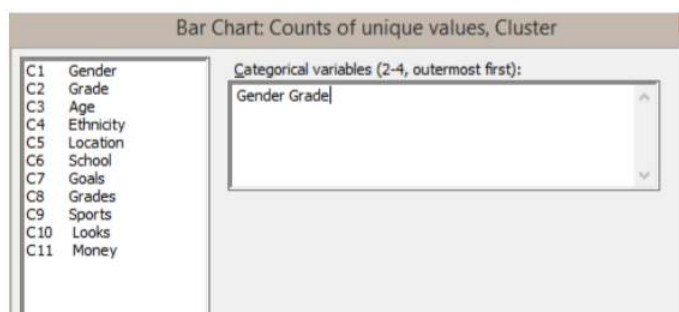 Bar Chart: Counts of unique values, Cluster
C1 Gender
C2 Grade
C3 Age
C4 Ethnicity
C5 Location
C6 School
C7 Goals
C8 Grades
C9 Sports
C10 Looks
C11 Money
Categorical variables (2-4, outermost first):
Gender Grade